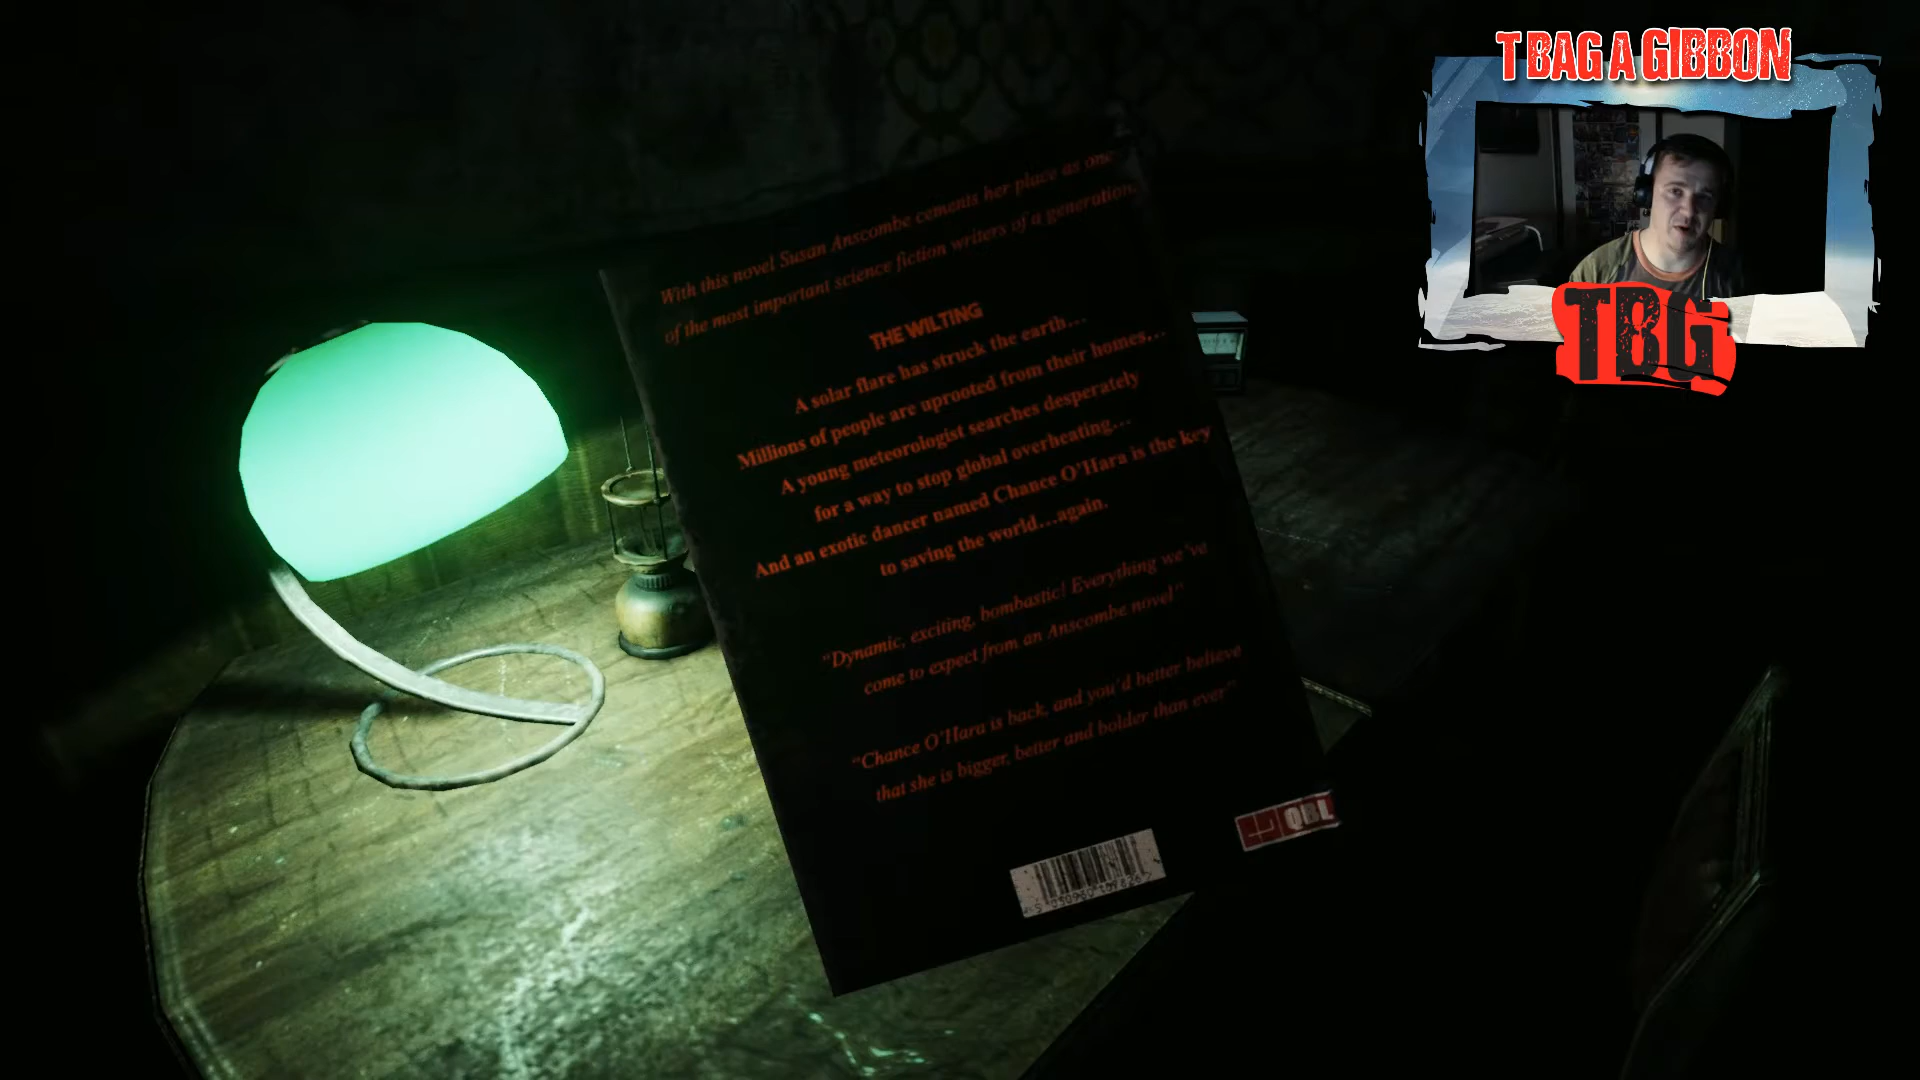 T BAG A GIBBON
TBG
With this novel Susan Anscombe cements her place as one
of the most important science fiction writers of a generation.
THE WILTING
A solar flare has struck the earth...
Millions of people are uprooted from their homes...
A young meteorologist searches desperately
for a way to stop global overheating...
And an exotic dancer named Chance O'Hara is the key
to saving the world...again.
"Dynamic, exciting, bombastic! Everything we've
come to expect from an Anscombe novel"
"Chance O'Hara is back, and you'd better believe
that she is bigger, better and bolder than ever"
QBL